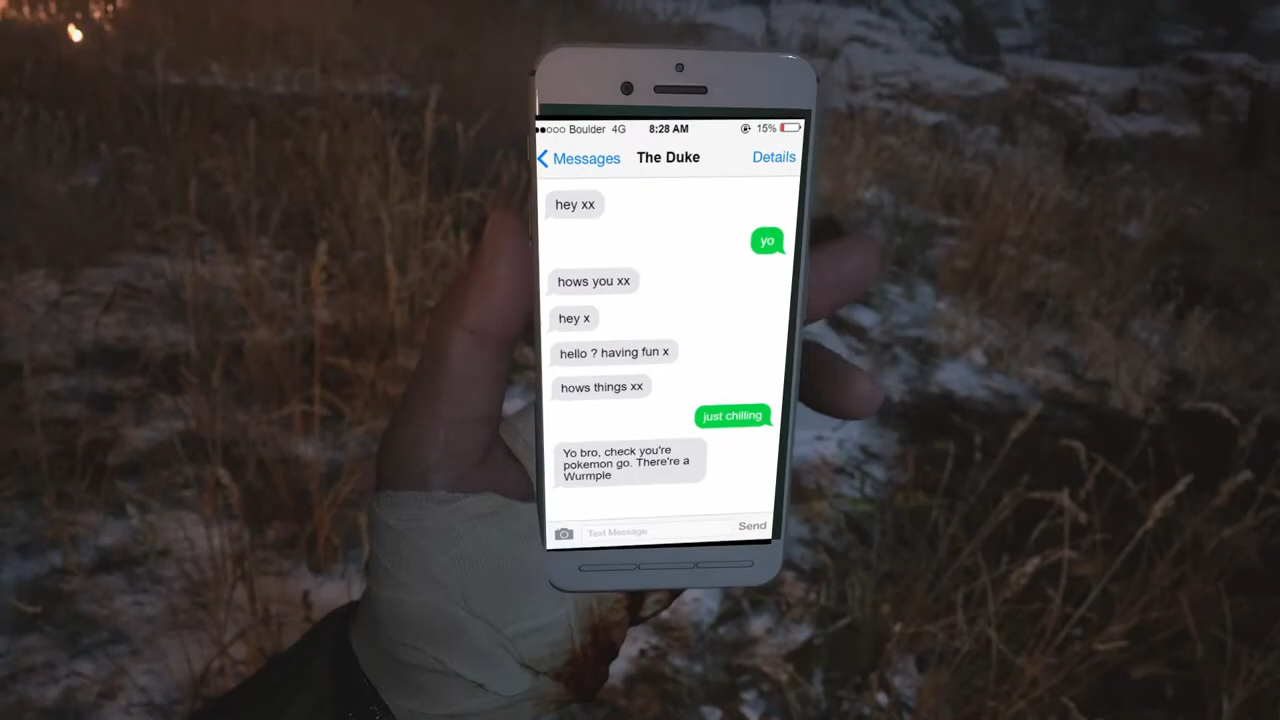 Boulder 4G 8:28 AM 15%
Messages The Duke Details
hey xx
yo
hows you xx
hey x
hello ? having fun x
hows things xx
just chilling
Yo bro, check you're
pokemon go. There're a
Wurmple
Text Message Send